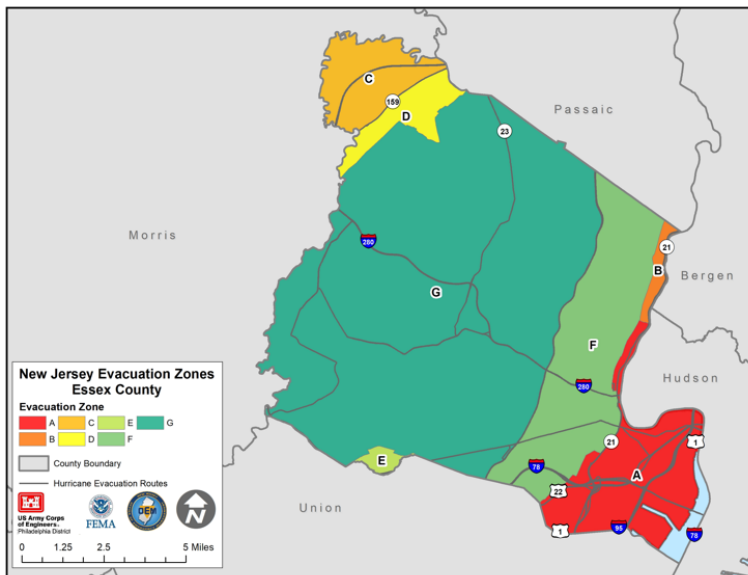 C
159
D
Passaic
23
Morris
280
21
B
Bergen
G
F
Hudson
280
21
1
E
78
A
22
Union
1
95
78
New Jersey Evacuation Zones
Essex County
Evacuation Zone
A C E G
B D F
County Boundary
Hurricane Evacuation Routes
US Army Corps
of Engineers
Philadelphia District
FEMA
OEM
N
0 1.25 2.5 5 Miles